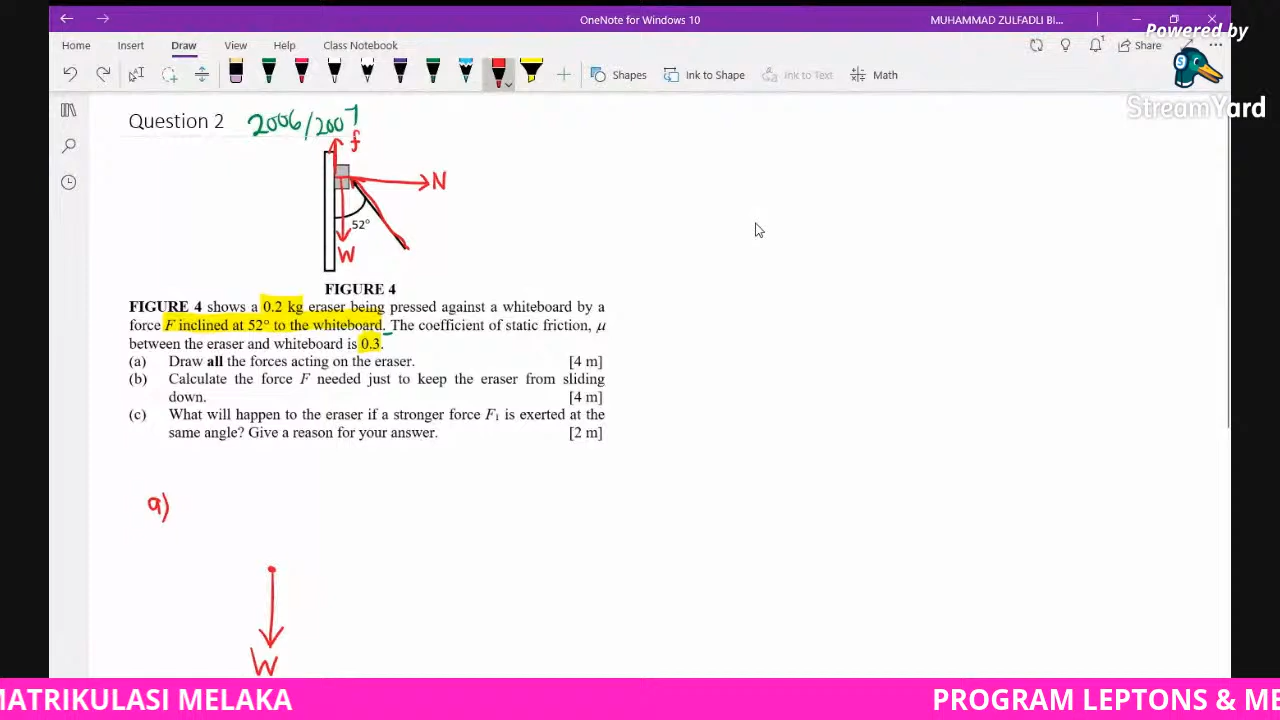 OneNote for Windows 10
MUHAMMAD ZULFADLI BI...
Powered by
StreamYard
Home Insert Draw View Help Class Notebook
Share
Shapes Ink to Shape Ink to Text Math
Question 2 2006/2007
f
N
52°
W
FIGURE 4
FIGURE 4 shows a 0.2 kg eraser being pressed against a whiteboard by a
force F inclined at 52° to the whiteboard. The coefficient of static friction, μ
between the eraser and whiteboard is 0.3.
(a) Draw all the forces acting on the eraser. [4 m]
(b) Calculate the force F needed just to keep the eraser from sliding
down. [4 m]
(c) What will happen to the eraser if a stronger force F₁ is exerted at the
same angle? Give a reason for your answer. [2 m]
a)
W
MATRIKULASI MELAKA PROGRAM LEPTONS & ME